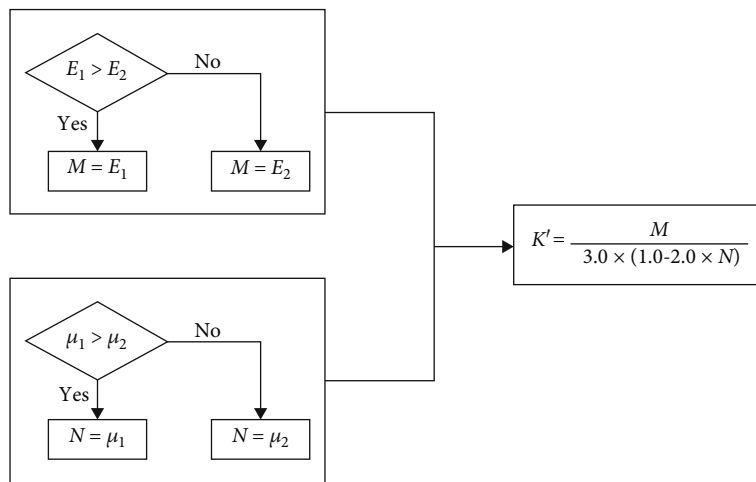 E₁ > E₂
No
Yes
M = E₁
M = E₂
μ₁ > μ₂
No
Yes
N = μ₁
N = μ₂
K′ = M
3.0 × (1.0-2.0 × N)